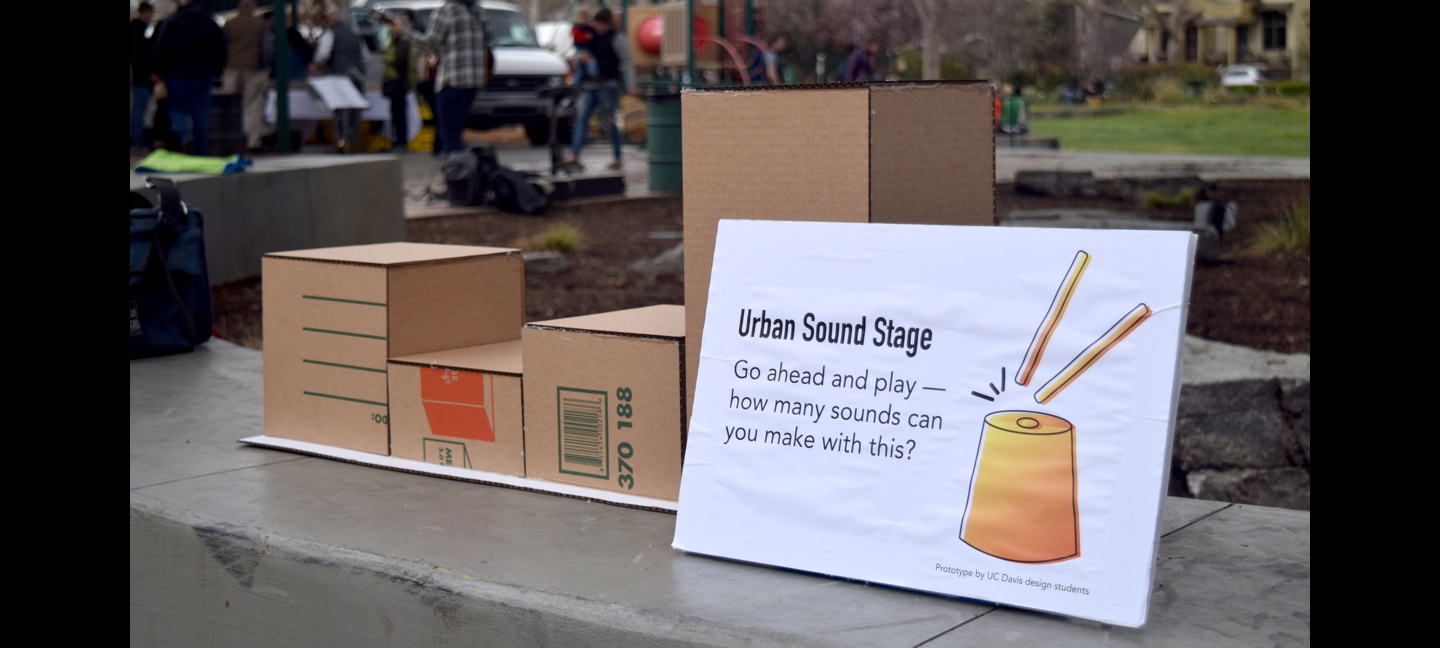 Urban Sound Stage
Go ahead and play —
how many sounds can
you make with this?
Prototype by UC Davis design students
370 188